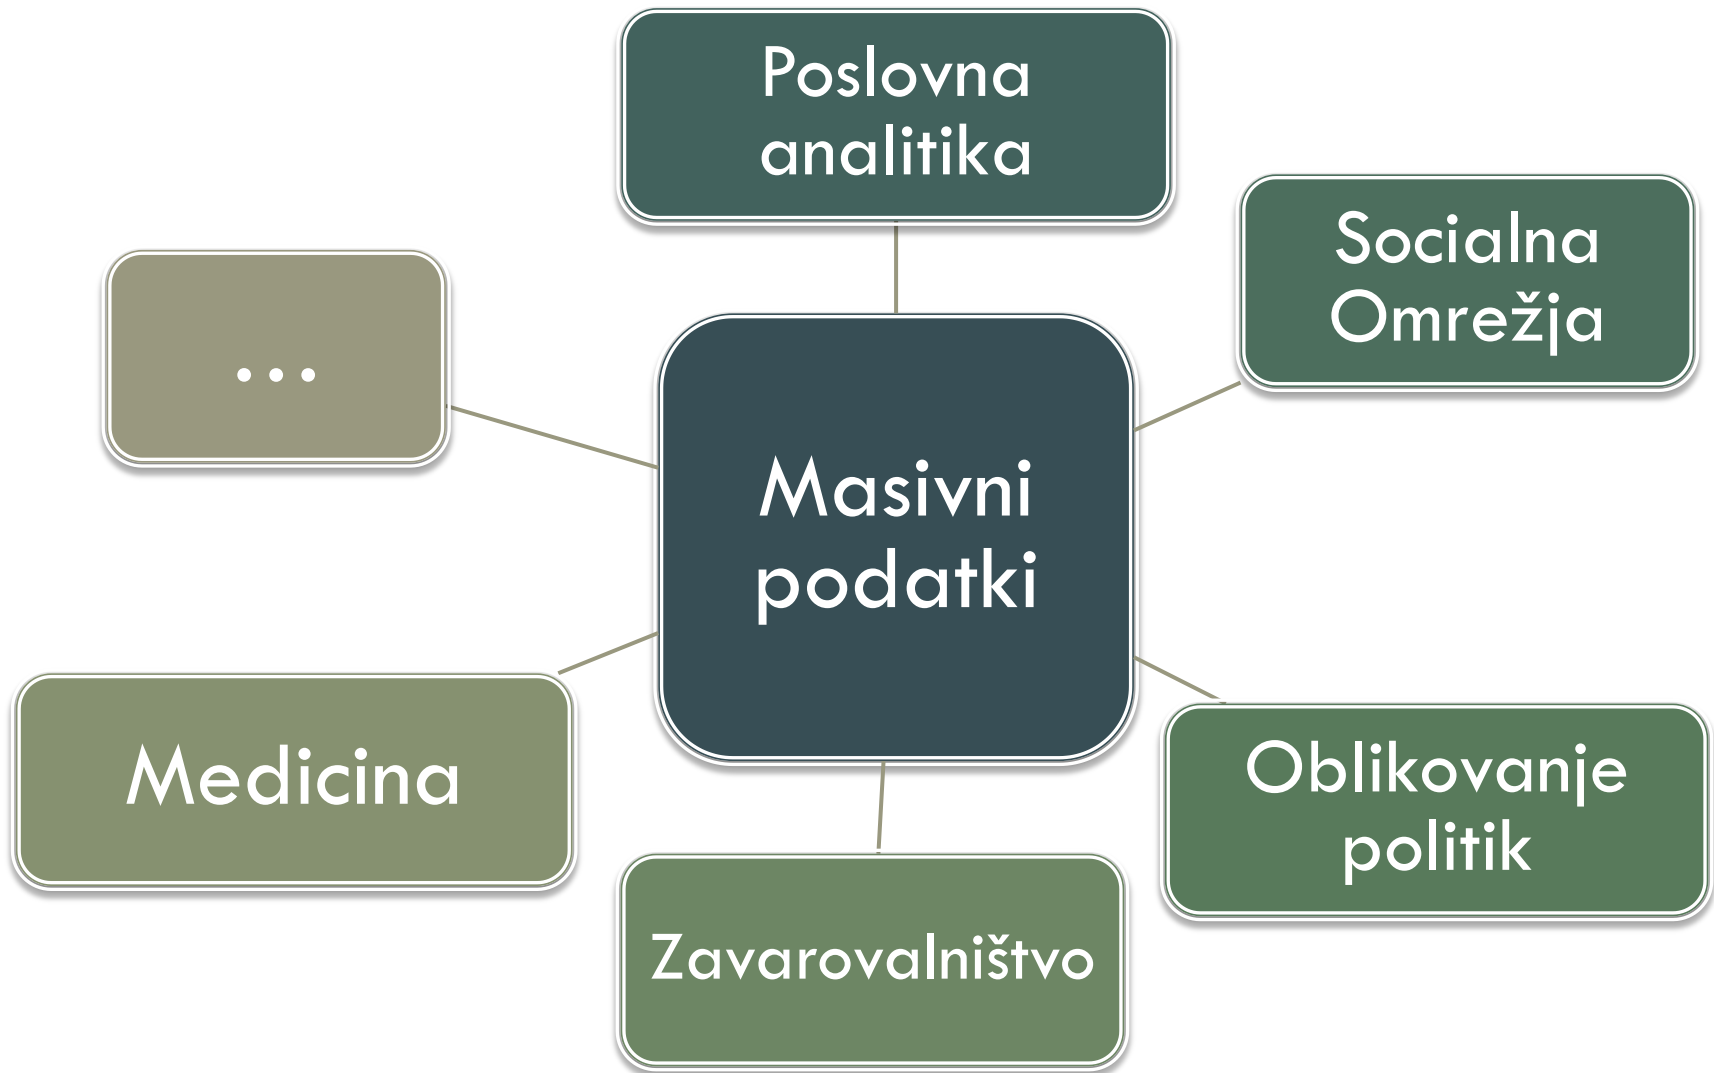 Poslovna
analitika
Socialna
Omrežja
...
Masivni
podatki
Medicina
Oblikovanje
politik
Zavarovalništvo